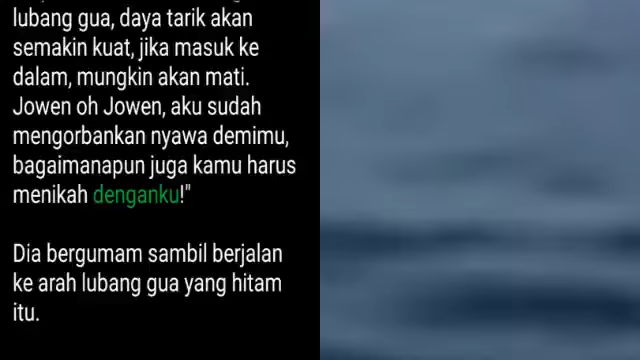 lubang gua, daya tarik akan
semakin kuat, jika masuk ke
dalam, mungkin akan mati.
Jowen oh Jowen, aku sudah
mengorbankan nyawa demimu,
bagaimanapun juga kamu harus
menikah denganku!"
Dia bergumam sambil berjalan
ke arah lubang gua yang hitam
itu.